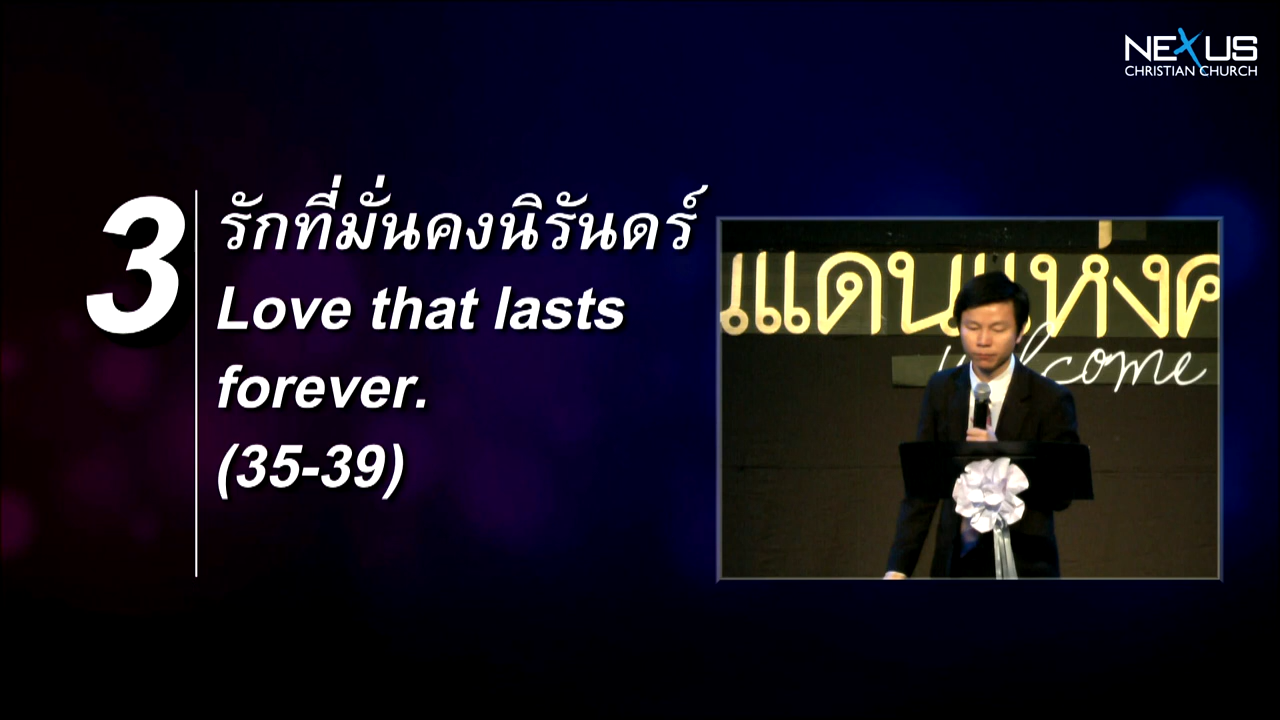 NEXUS
CHRISTIAN CHURCH
3
รักที่มั่นคงนิรันดร์
Love that lasts
forever.
(35-39)
แดนแห่ง
welcome